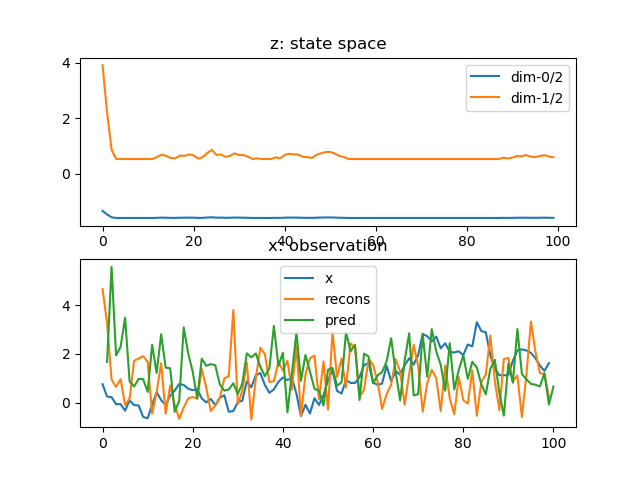 z: state space
4
2
0
dim-0/2
dim-1/2
0 20 40 60 80 100
x: observation
4
2
0
x
recons
pred
0 20 40 60 80 100